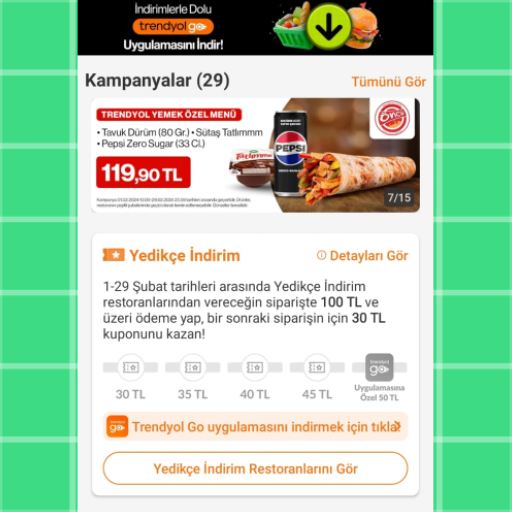 İndirimlerle Dolu
trendyol go
Uygulamasını İndir!
Kampanyalar (29)
Tümünü Gör
TRENDYOL YEMEK ÖZEL MENÜ
• Tavuk Dürüm (80 Gr.) • Sütaş Tatlımmm
• Pepsi Zero Sugar (33 Cl.)
119,90 TL
PEPSI
Öncü
7/15
Yedikçe İndirim
Detayları Gör
1-29 Şubat tarihleri arasında Yedikçe İndirim
restoranlarından vereceğin siparişte 100 TL ve
üzeri ödeme yap, bir sonraki siparişin için 30 TL
kuponunu kazan!
trendyol
go
30 TL
35 TL
40 TL
45 TL
Uygulamasına
Özel 50 TL
go
Trendyol Go uygulamasını indirmek için tıkla
Yedikçe İndirim Restoranlarını Gör